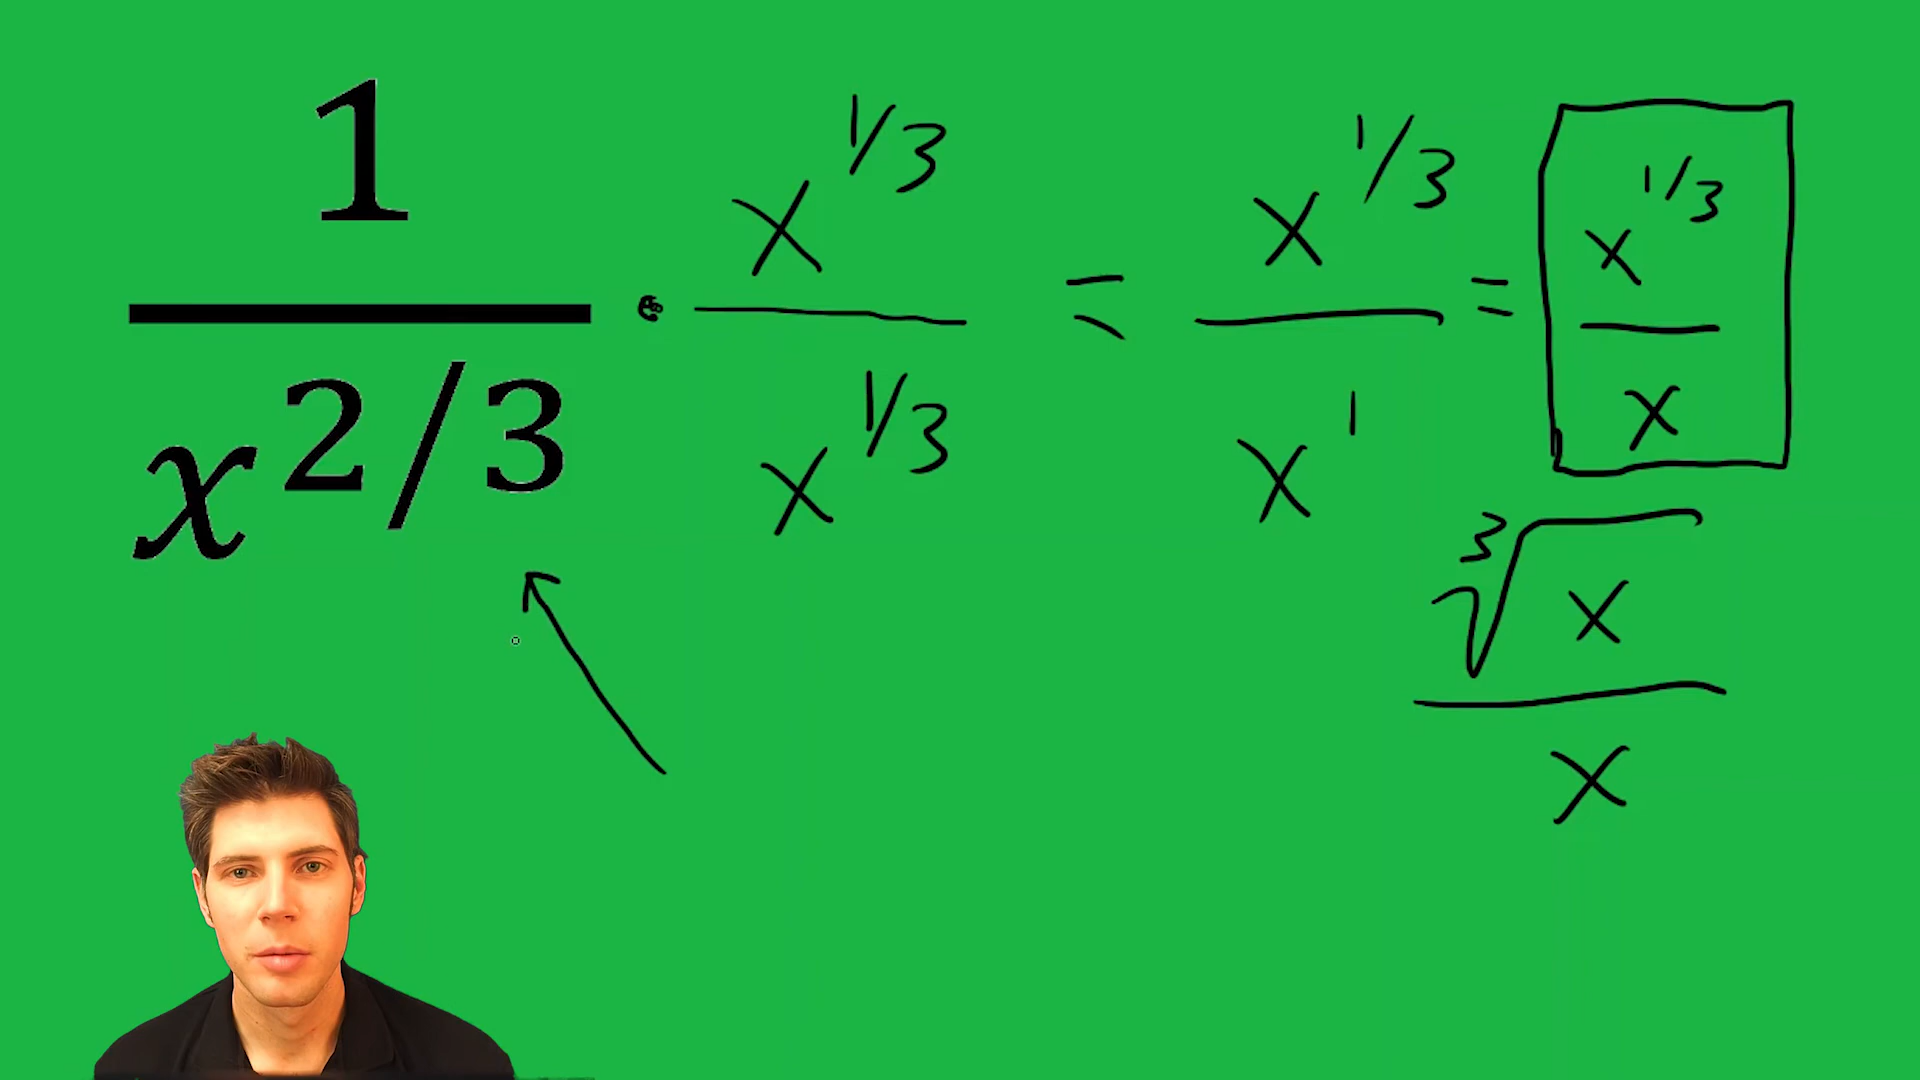 1/x^2/3 · x^1/3/x^1/3 = x^1/3/x^1 = x^1/3/x
∛x/x